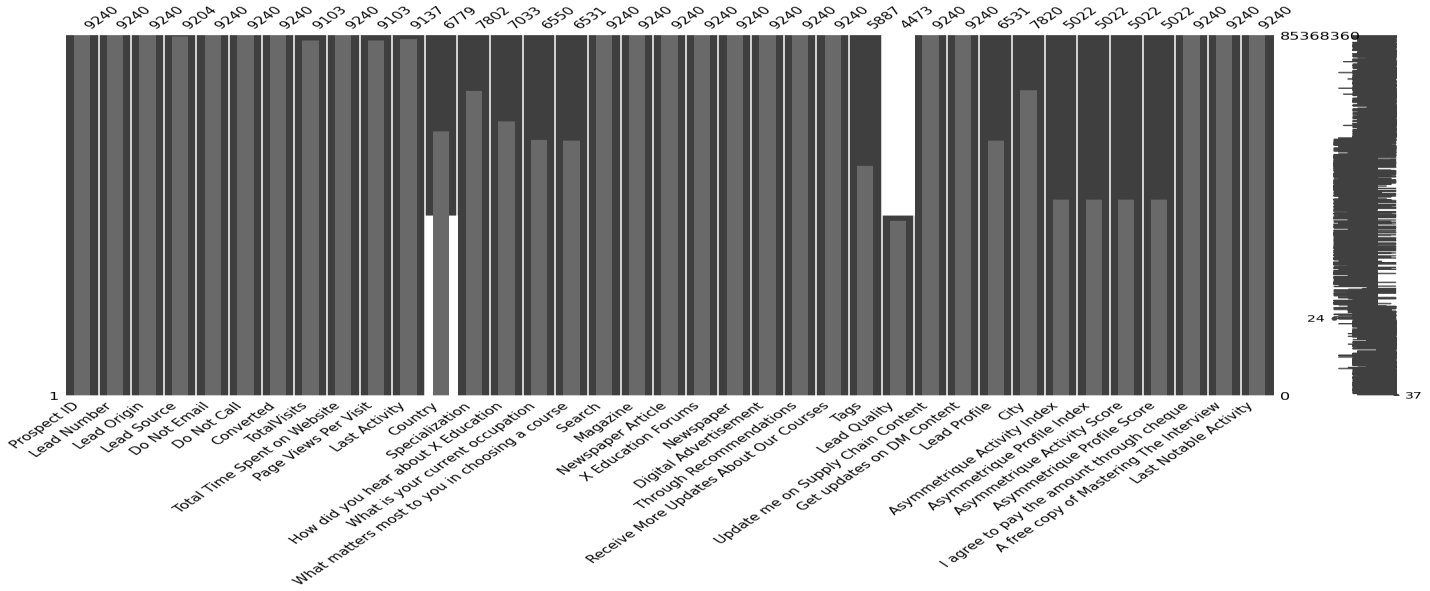 9240
9240
9240
9204
9240
9240
9240
9103
9240
9103
9137
6779
7802
7033
6550
6531
9240
9240
9240
9240
9240
9240
9240
9240
5887
4473
9240
9240
6531
7820
5022
5022
5022
5022
9240
9240
9240
1
0
24
37
Prospect ID
Lead Number
Lead Origin
Lead Source
Do Not Email
Do Not Call
Converted
TotalVisits
Total Time Spent on Website
Page Views Per Visit
Last Activity
Country
Specialization
How did you hear about X Education
What is your current occupation
What matters most to you in choosing a course
Search
Magazine
Newspaper Article
X Education Forums
Newspaper
Digital Advertisement
Through Recommendations
Receive More Updates About Our Courses
Tags
Lead Quality
Update me on Supply Chain Content
Get updates on DM Content
Lead Profile
City
Asymmetrique Activity Index
Asymmetrique Profile Index
Asymmetrique Activity Score
Asymmetrique Profile Score
I agree to pay the amount through cheque
A free copy of Mastering The Interview
Last Notable Activity